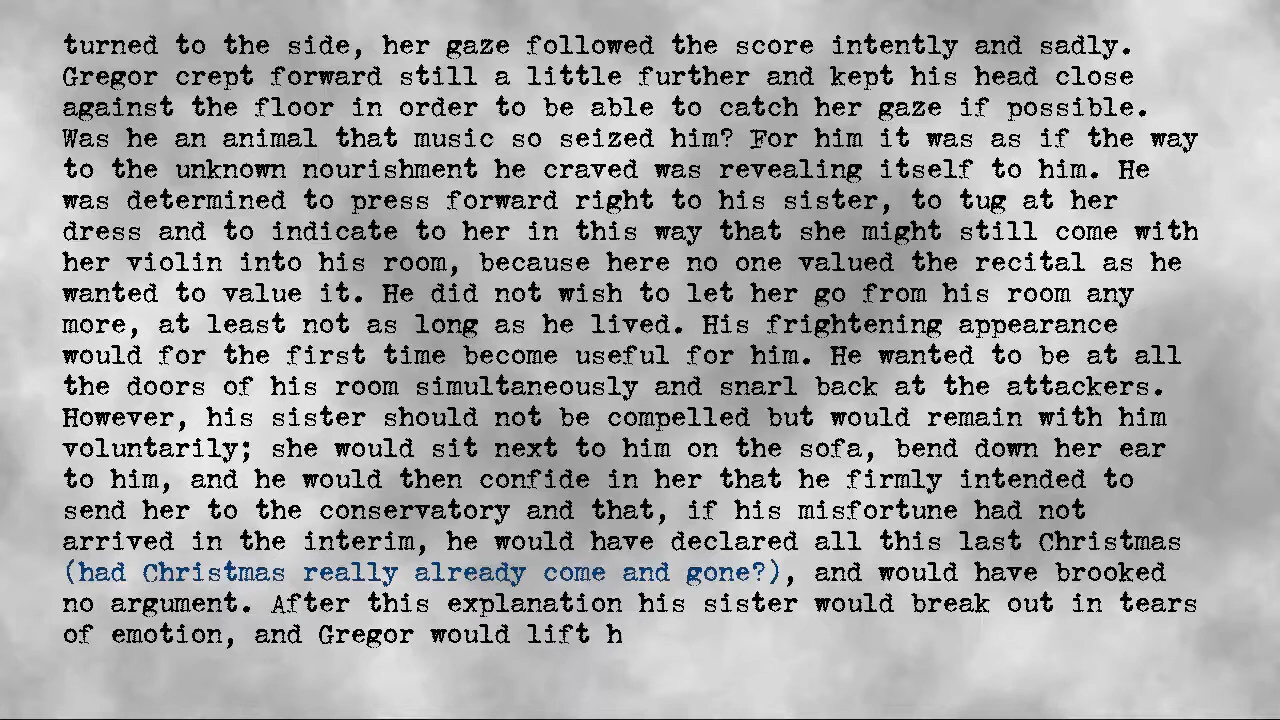 turned to the side, her gaze followed the score intently and sadly.
Gregor crept forward still a little further and kept his head close
against the floor in order to be able to catch her gaze if possible.
Was he an animal that music so seized him? For him it was as if the way
to the unknown nourishment he craved was revealing itself to him. He
was determined to press forward right to his sister, to tug at her
dress and to indicate to her in this way that she might still come with
her violin into his room, because here no one valued the recital as he
wanted to value it. He did not wish to let her go from his room any
more, at least not as long as he lived. His frightening appearance
would for the first time become useful for him. He wanted to be at all
the doors of his room simultaneously and snarl back at the attackers.
However, his sister should not be compelled but would remain with him
voluntarily; she would sit next to him on the sofa, bend down her ear
to him, and he would then confide in her that he firmly intended to
send her to the conservatory and that, if his misfortune had not
arrived in the interim, he would have declared all this last Christmas
(had Christmas really already come and gone?), and would have brooked
no argument. After this explanation his sister would break out in tears
of emotion, and Gregor would lift h